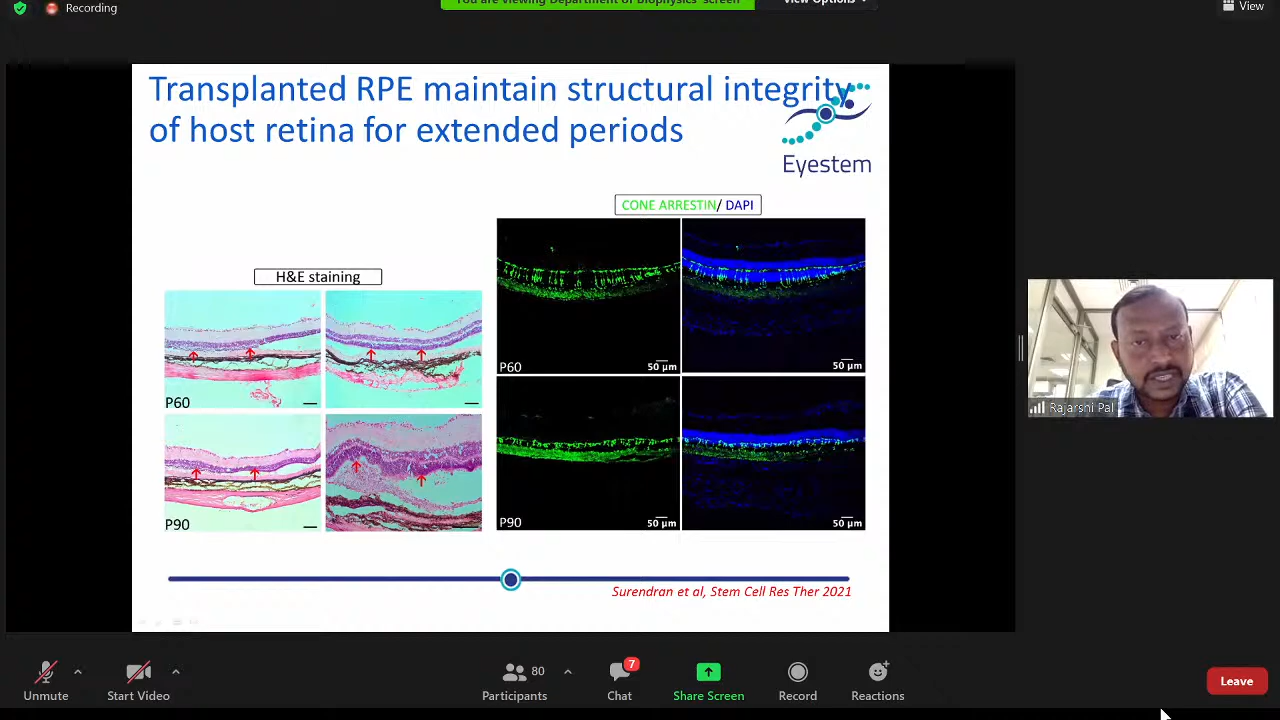 Recording
You are viewing Department of Biophysics' screen
View Options
View
Transplanted RPE maintain structural integrity
of host retina for extended periods
Eyestem
CONE ARRESTIN/ DAPI
H&E staining
P60
P90
P60
50 µm
50 µm
P90
50 µm
50 µm
Surendran et al, Stem Cell Res Ther 2021
Rajarshi Pal
Unmute
Start Video
80
Participants
7
Chat
Share Screen
Record
Reactions
Leave